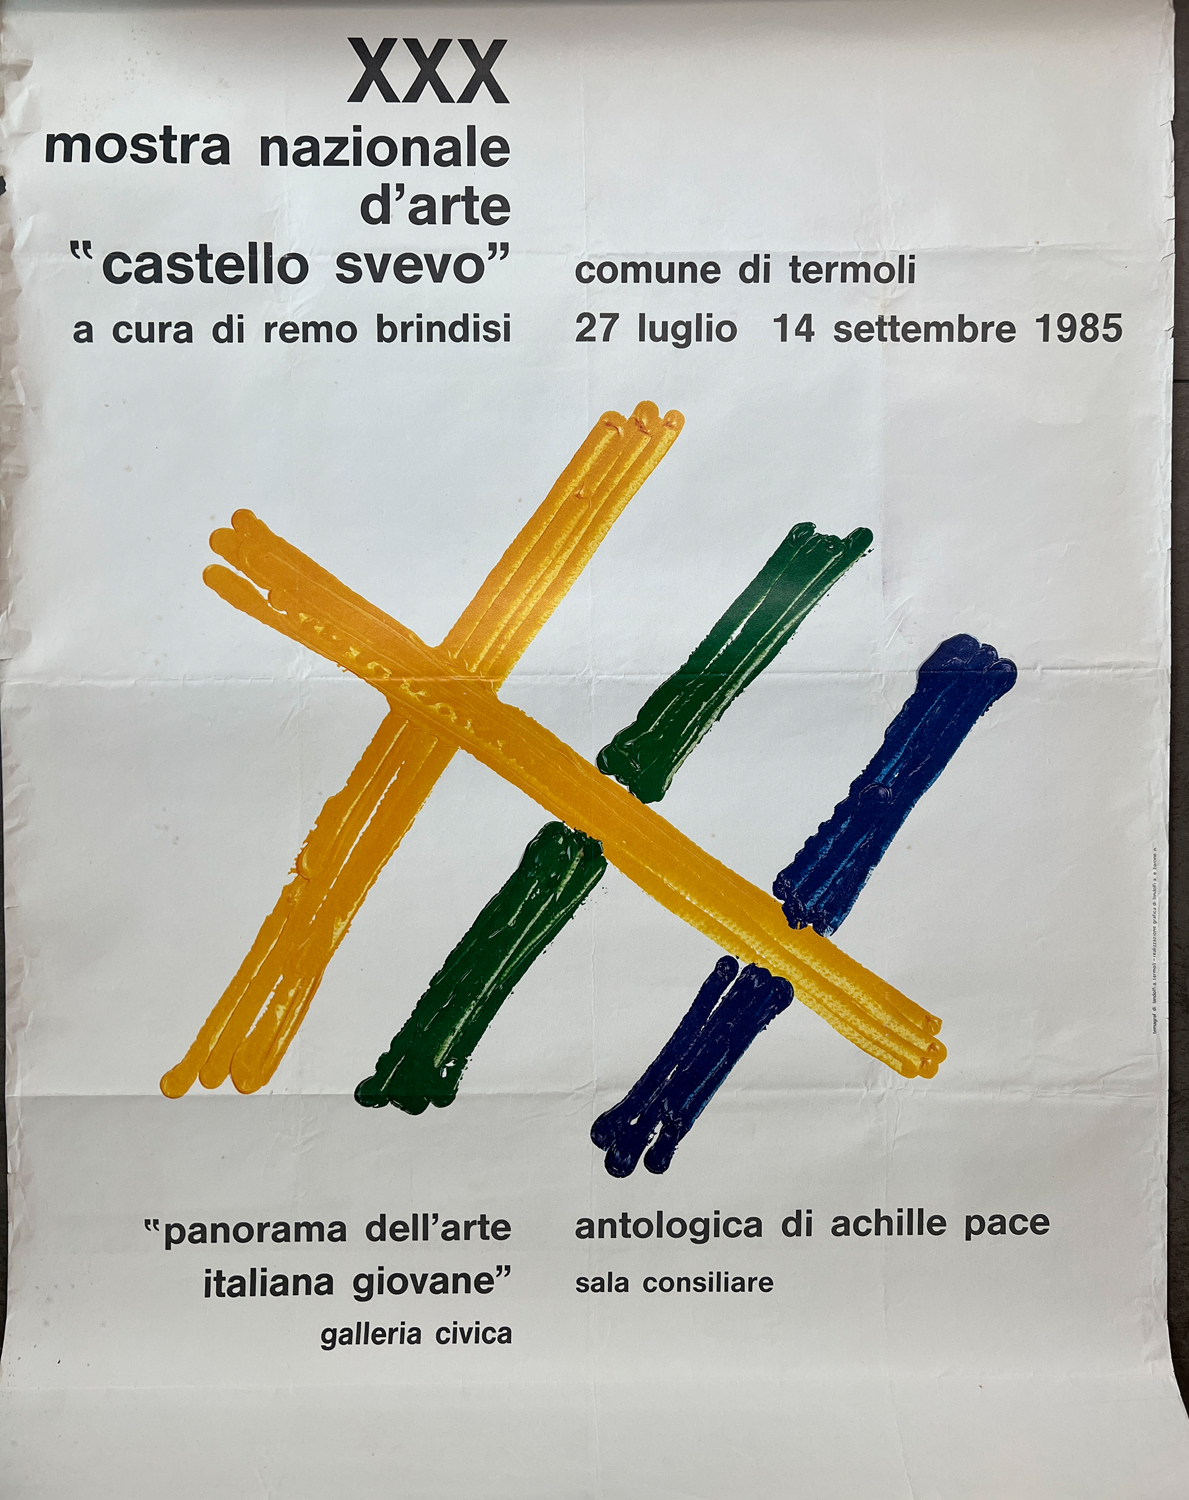 XXX
mostra nazionale
d'arte
"castello svevo"
a cura di remo brindisi
comune di termoli
27 luglio 14 settembre 1985
"panorama dell'arte
italiana giovane"
galleria civica
antologica di achille pace
sala consiliare